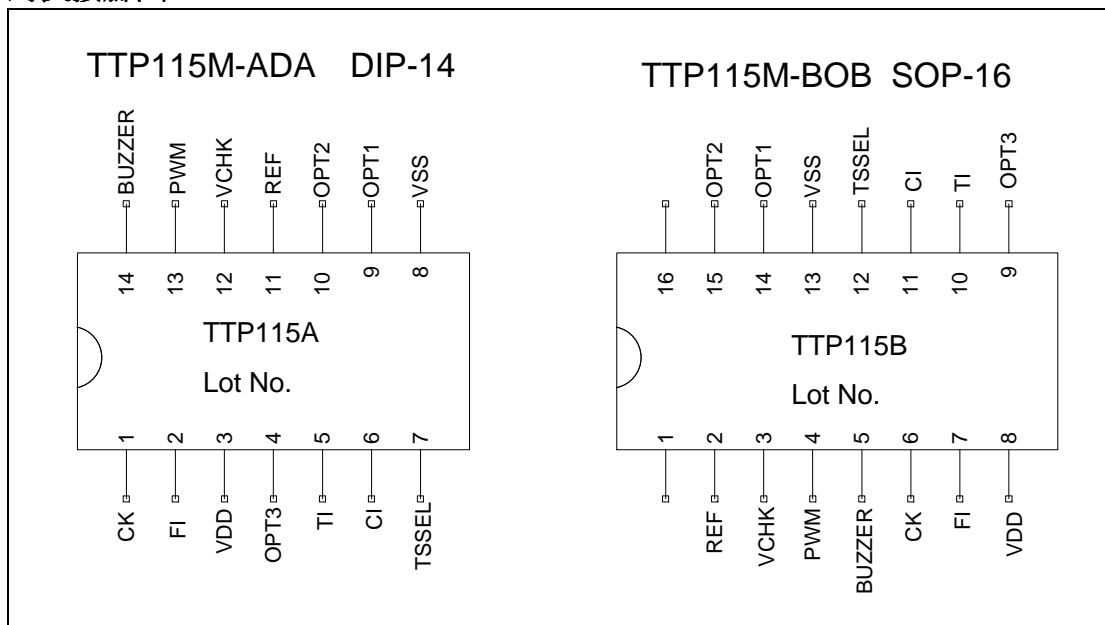 TTP115M-ADA DIP-14
TTP115M-BOB SOP-16
BUZZER PWM VCHK REF OPT2 OPT1 VSS
14 13 12 11 10 9 8
TTP115A
Lot No.
1 2 3 4 5 6 7
CK FI VDD OPT3 TI CI TSSEL
OPT2 OPT1 VSS TSSEL CI TI OPT3
16 15 14 13 12 11 10 9
TTP115B
Lot No.
1 2 3 4 5 6 7 8
REF VCHK PWM BUZZER CK FI VDD